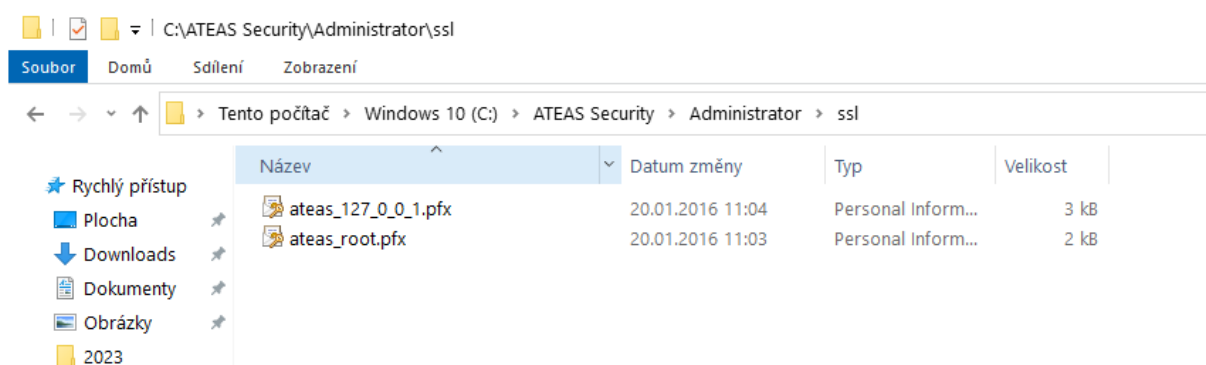 C:\ATEAS Security\Administrator\ssl
Soubor Domů Sdílení Zobrazení
Tento počítač Windows 10 (C:) ATEAS Security Administrator ssl
Název Datum změny Typ Velikost
Rychlý přístup
Plocha
Downloads
Dokumenty
Obrázky
2023
ateas_127_0_0_1.pfx 20.01.2016 11:04 Personal Inform... 3 kB
ateas_root.pfx 20.01.2016 11:03 Personal Inform... 2 kB